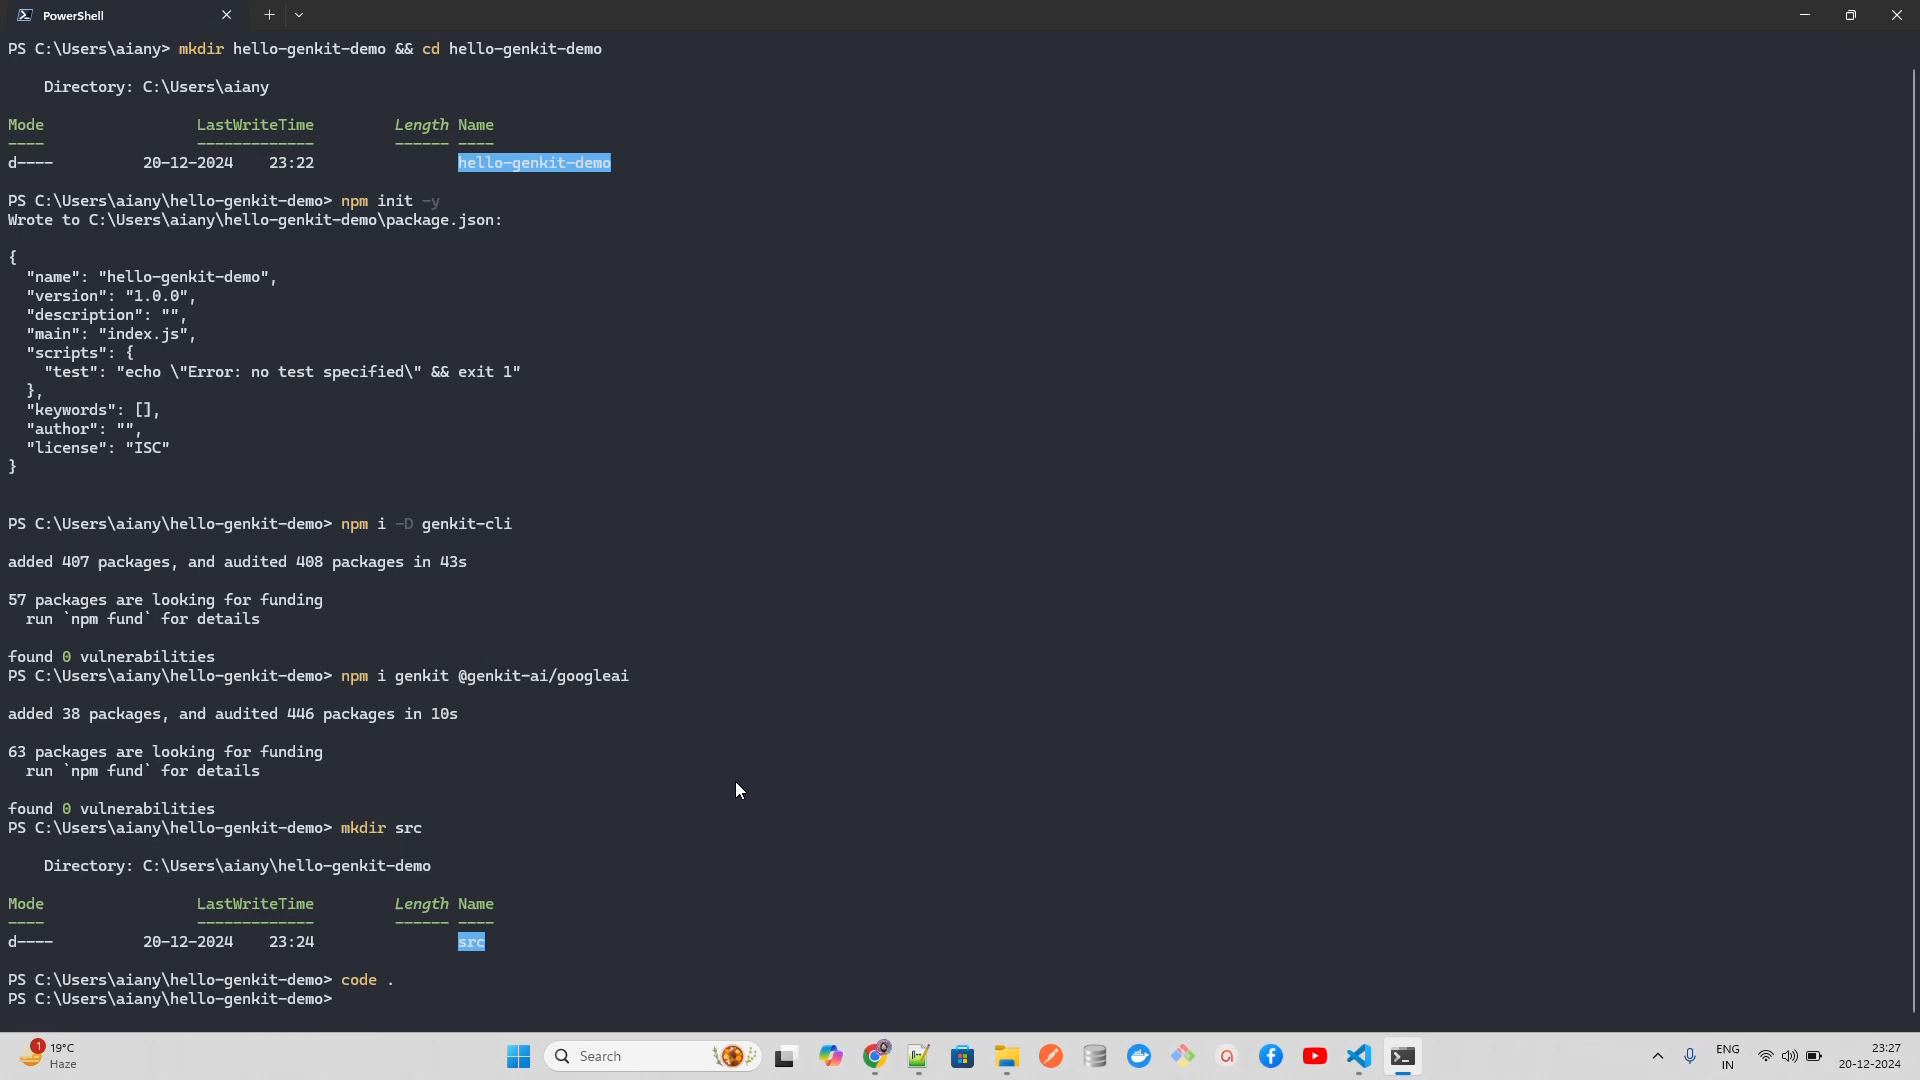 PowerShell
PS C:\Users\aiany> mkdir hello-genkit-demo && cd hello-genkit-demo
    Directory: C:\Users\aiany
Mode                 LastWriteTime         Length Name
----                 -------------         ------ ----
d----          20-12-2024    23:22                hello-genkit-demo
PS C:\Users\aiany\hello-genkit-demo> npm init -y
Wrote to C:\Users\aiany\hello-genkit-demo\package.json:
{
  "name": "hello-genkit-demo",
  "version": "1.0.0",
  "description": "",
  "main": "index.js",
  "scripts": {
    "test": "echo \"Error: no test specified\" && exit 1"
  },
  "keywords": [],
  "author": "",
  "license": "ISC"
}
PS C:\Users\aiany\hello-genkit-demo> npm i -D genkit-cli
added 407 packages, and audited 408 packages in 43s
57 packages are looking for funding
  run `npm fund` for details
found 0 vulnerabilities
PS C:\Users\aiany\hello-genkit-demo> npm i genkit @genkit-ai/googleai
added 38 packages, and audited 446 packages in 10s
63 packages are looking for funding
  run `npm fund` for details
found 0 vulnerabilities
PS C:\Users\aiany\hello-genkit-demo> mkdir src
    Directory: C:\Users\aiany\hello-genkit-demo
Mode                 LastWriteTime         Length Name
----                 -------------         ------ ----
d----          20-12-2024    23:24                src
PS C:\Users\aiany\hello-genkit-demo> code .
PS C:\Users\aiany\hello-genkit-demo>
1
19°C
Haze
Search
ENG
IN
23:27
20-12-2024